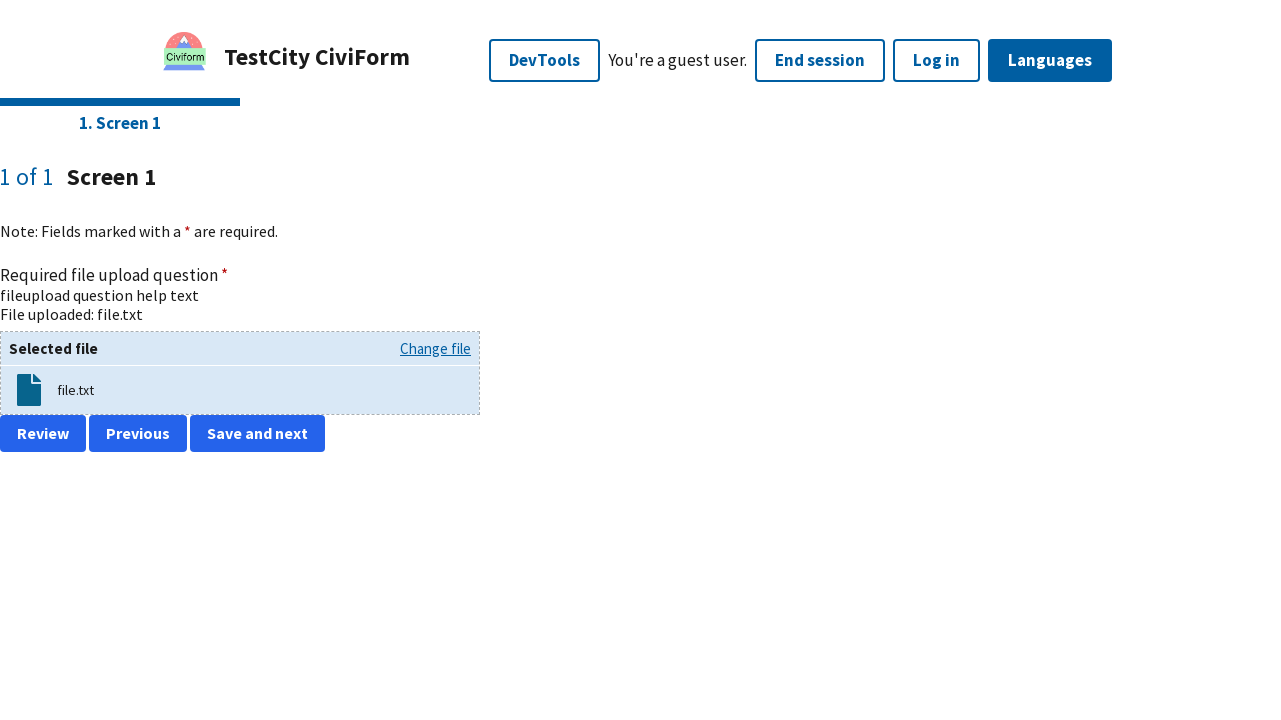 Civiform
TestCity CiviForm
DevTools
You're a guest user.
End session
Log in
Languages
1. Screen 1
1 of 1 Screen 1
Note: Fields marked with a * are required.
Required file upload question *
fileupload question help text
File uploaded: file.txt
Selected file
Change file
file.txt
Review
Previous
Save and next